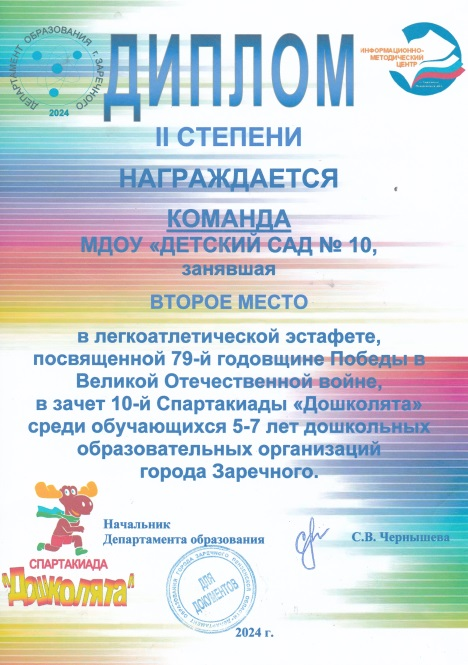 ДЕПАРТАМЕНТ ОБРАЗОВАНИЯ г. ЗАРЕЧНОГО
2024
ИНФОРМАЦИОННО-
МЕТОДИЧЕСКИЙ
ЦЕНТР
ДИПЛОМ
II СТЕПЕНИ
НАГРАЖДАЕТСЯ
КОМАНДА
МДОУ «ДЕТСКИЙ САД № 10,
занявшая
ВТОРОЕ МЕСТО
в легкоатлетической эстафете,
посвященной 79-й годовщине Победы в
Великой Отечественной войне,
в зачет 10-й Спартакиады «Дошколята»
среди обучающихся 5-7 лет дошкольных
образовательных организаций
города Заречного.
Начальник
Департамента образования
С.В. Чернышева
СПАРТАКИАДА
"Дошколята"
ДЛЯ
ДОКУМЕНТОВ
2024 г.